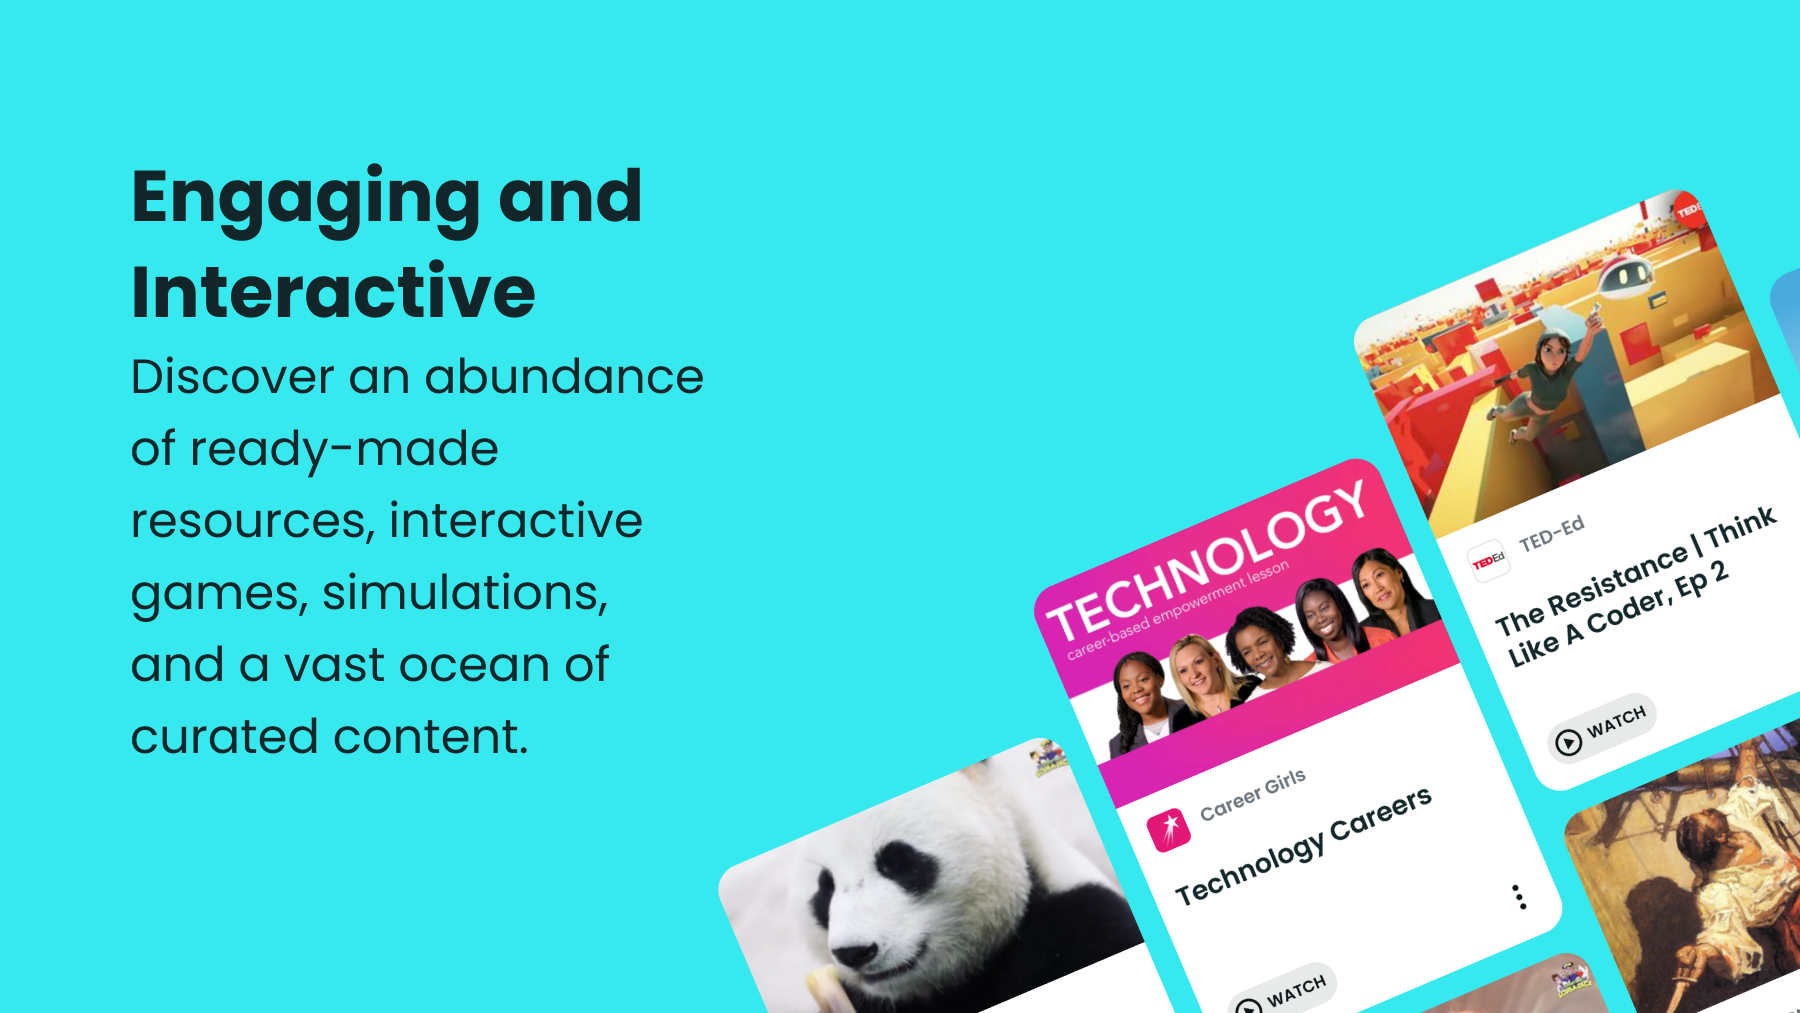 Engaging and
Interactive
Discover an abundance
of ready-made
resources, interactive
games, simulations,
and a vast ocean of
curated content.
TECHNOLOGY
career-based empowerment lesson
Career Girls
Technology Careers
WATCH
TEDEd
TED-Ed
The Resistance | Think
Like A Coder, Ep 2
WATCH